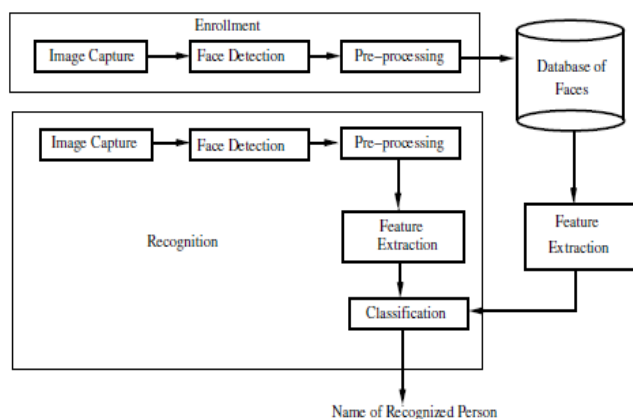 Enrollment
Image Capture
Face Detection
Pre-processing
Database of
Faces
Image Capture
Face Detection
Pre-processing
Recognition
Feature
Extraction
Feature
Extraction
Classification
Name of Recognized Person